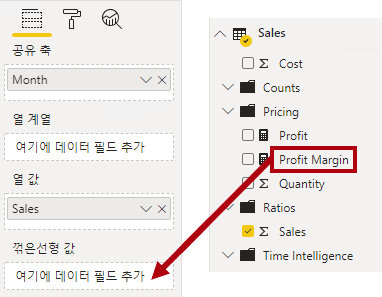 공유 축
Month
열 계열
여기에 데이터 필드 추가
열 값
Sales
꺾은선형 값
여기에 데이터 필드 추가
Sales
Cost
Counts
Pricing
Profit
Profit Margin
Quantity
Ratios
Sales
Time Intelligence